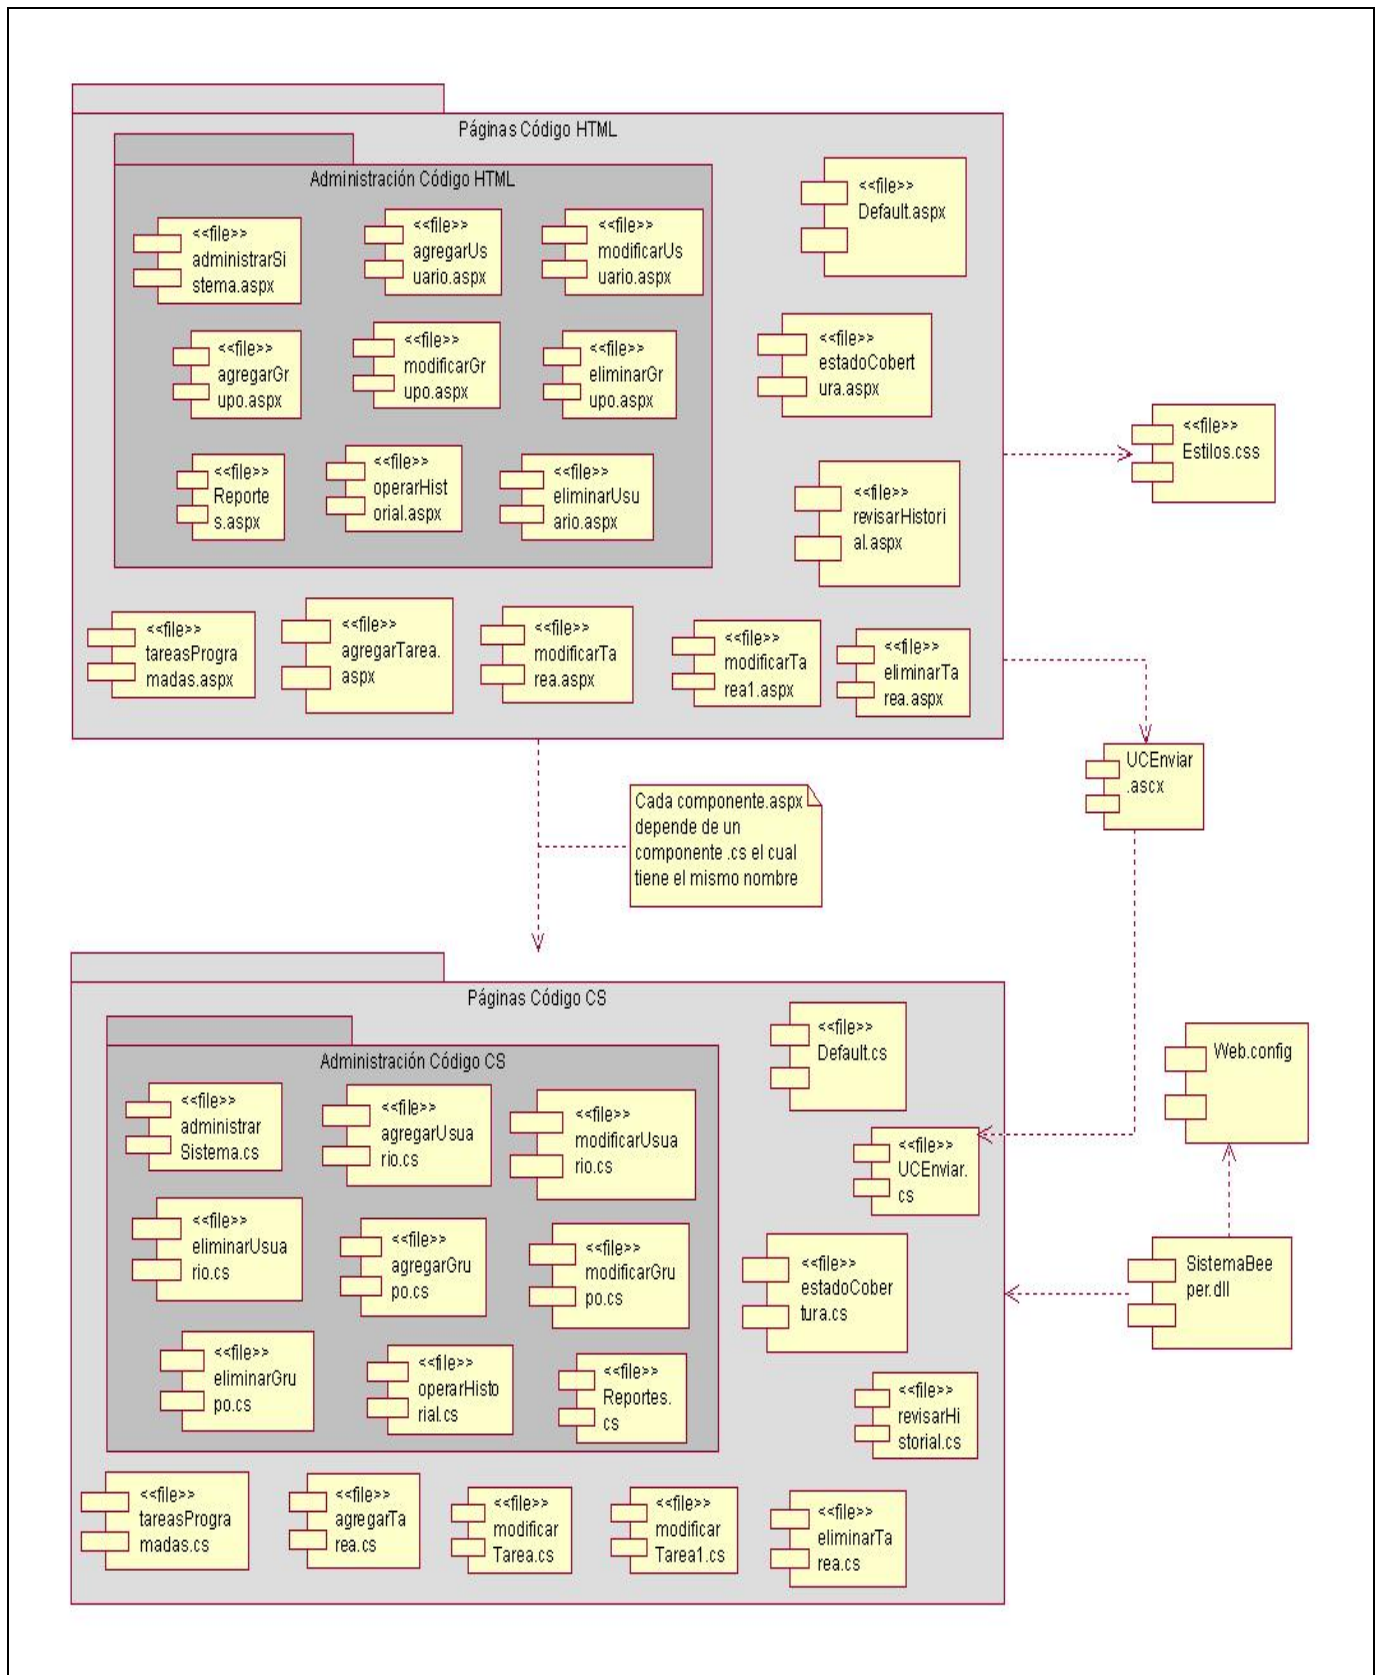 Páginas Código HTML
Administración Código HTML
<<file>>
administrarSi
stema.aspx
<<file>>
agregarUs
uario.aspx
<<file>>
modificarUs
uario.aspx
<<file>>
Default.aspx
<<file>>
agregarGr
upo.aspx
<<file>>
modificarGr
upo.aspx
<<file>>
eliminarGr
upo.aspx
<<file>>
estadoCobert
ura.aspx
<<file>>
Reporte
s.aspx
<<file>>
operarHist
orial.aspx
<<file>>
eliminarUsu
ario.aspx
<<file>>
revisarHistori
al.aspx
<<file>>
Estilos.css
<<file>>
tareasProgra
madas.aspx
<<file>>
agregarTarea.
aspx
<<file>>
modificarTa
rea.aspx
<<file>>
modificarTa
rea1.aspx
<<file>>
eliminarTa
rea.aspx
UCEnviar
.ascx
Cada componente.aspx
depende de un
componente .cs el cual
tiene el mismo nombre
Páginas Código CS
Administración Código CS
<<file>>
administrar
Sistema.cs
<<file>>
agregarUsua
rio.cs
<<file>>
modificarUsua
rio.cs
<<file>>
Default.cs
<<file>>
UCEnviar.
cs
Web.config
<<file>>
eliminarUsua
rio.cs
<<file>>
agregarGru
po.cs
<<file>>
modificarGru
po.cs
<<file>>
estadoCober
tura.cs
SistemaBee
per.dll
<<file>>
eliminarGru
po.cs
<<file>>
operarHisto
rial.cs
<<file>>
Reportes.
cs
<<file>>
revisarHi
storial.cs
<<file>>
tareasProgra
madas.cs
<<file>>
agregarTa
rea.cs
<<file>>
modificar
Tarea.cs
<<file>>
modificar
Tarea1.cs
<<file>>
eliminarTa
rea.cs